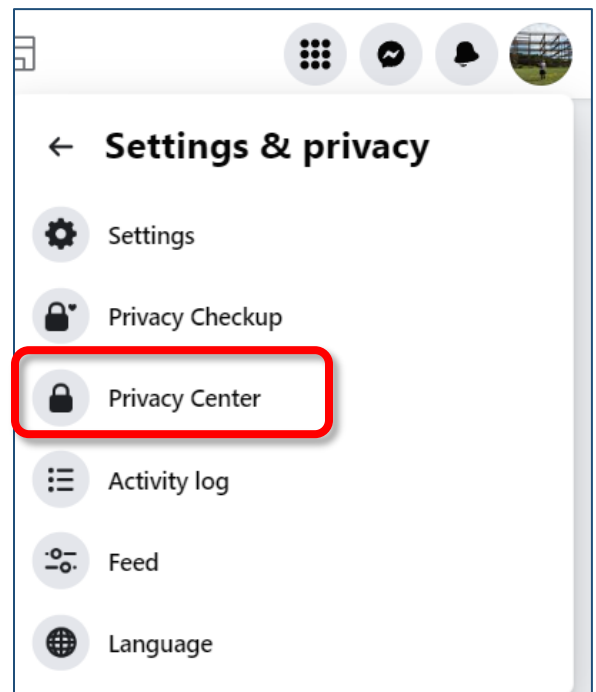 Settings & privacy
Settings
Privacy Checkup
Privacy Center
Activity log
Feed
Language